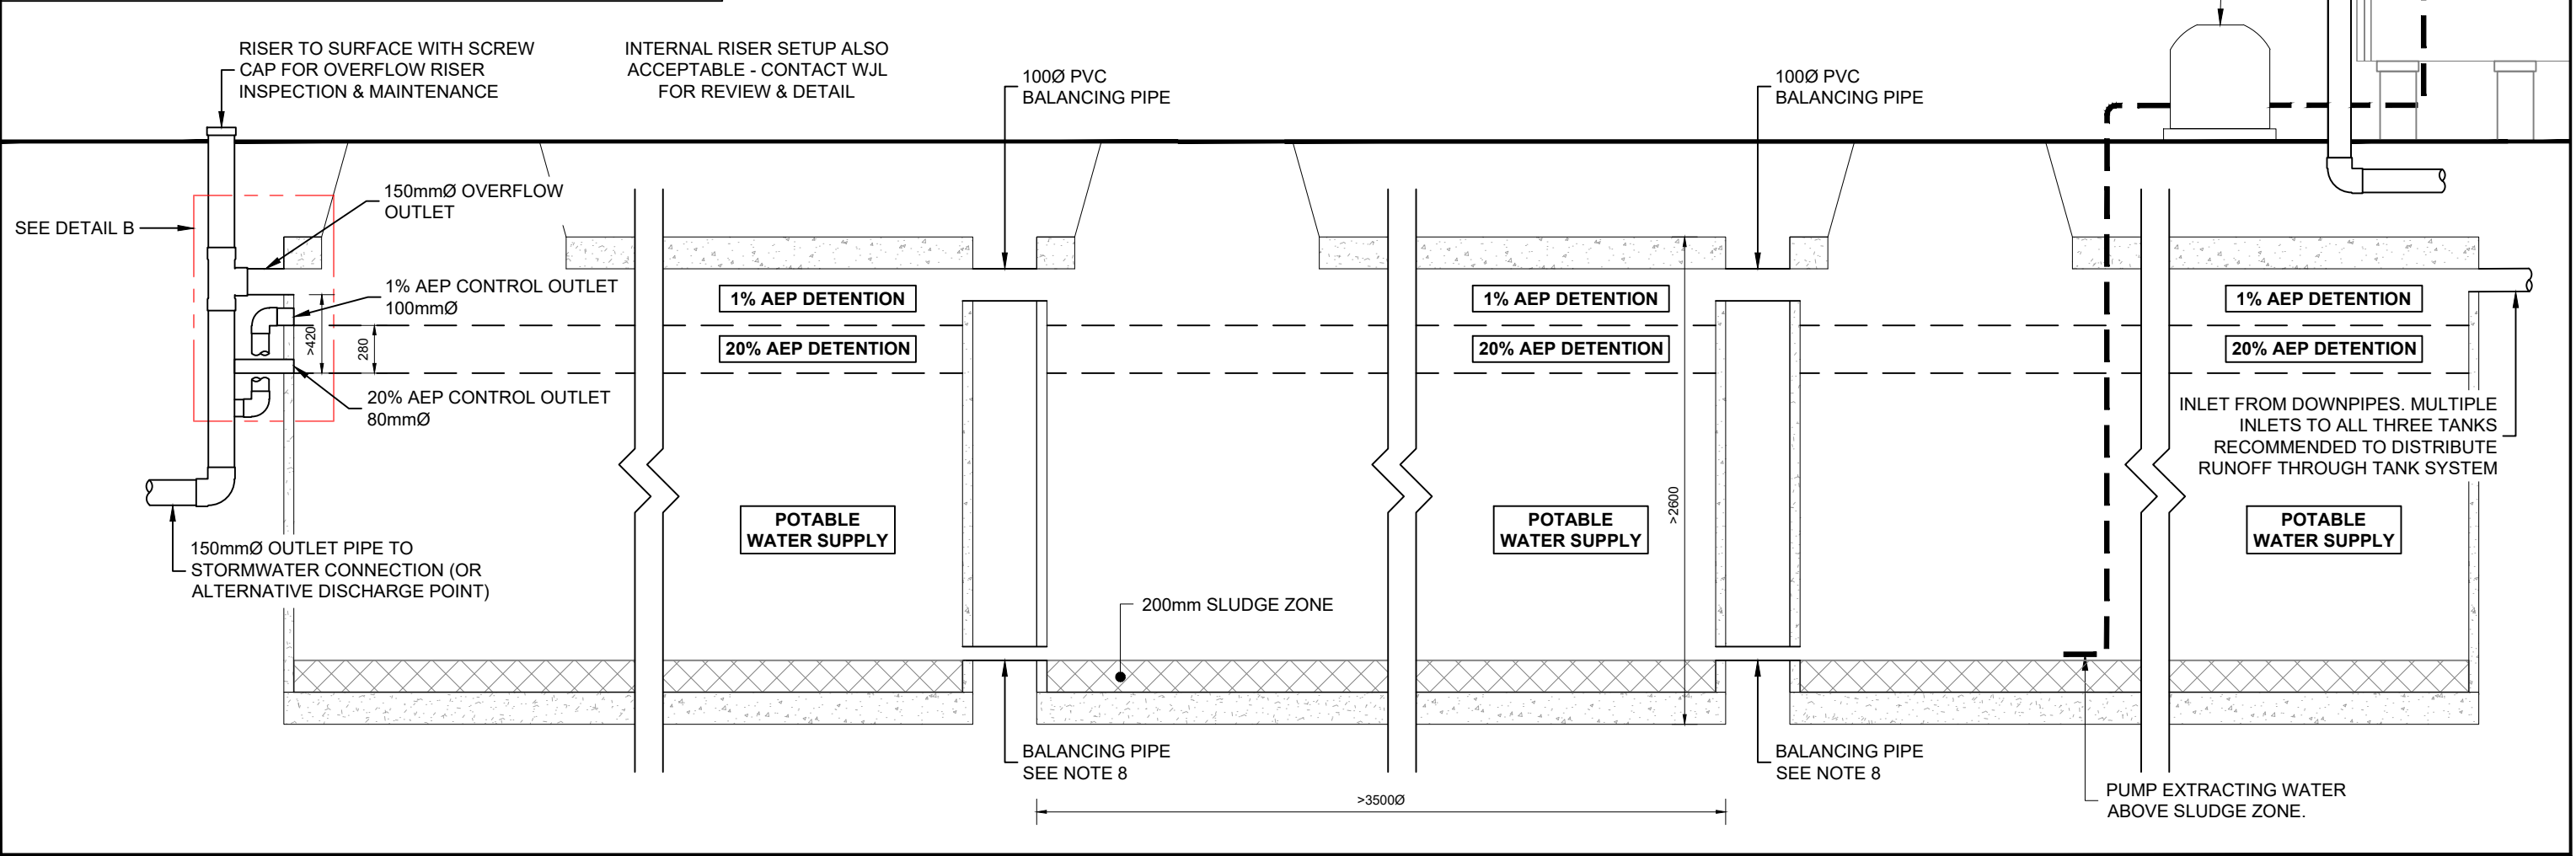 RISER TO SURFACE WITH SCREW
CAP FOR OVERFLOW RISER
INSPECTION & MAINTENANCE
INTERNAL RISER SETUP ALSO
ACCEPTABLE - CONTACT WJL
FOR REVIEW & DETAIL
100Ø PVC
BALANCING PIPE
100Ø PVC
BALANCING PIPE
150mmØ OVERFLOW
OUTLET
SEE DETAIL B
1% AEP CONTROL OUTLET
100mmØ
>420
280
20% AEP CONTROL OUTLET
80mmØ
1% AEP DETENTION
20% AEP DETENTION
1% AEP DETENTION
20% AEP DETENTION
1% AEP DETENTION
20% AEP DETENTION
INLET FROM DOWNPIPES. MULTIPLE
INLETS TO ALL THREE TANKS
RECOMMENDED TO DISTRIBUTE
RUNOFF THROUGH TANK SYSTEM
POTABLE
WATER SUPPLY
POTABLE
WATER SUPPLY
>2600
POTABLE
WATER SUPPLY
150mmØ OUTLET PIPE TO
STORMWATER CONNECTION (OR
ALTERNATIVE DISCHARGE POINT)
200mm SLUDGE ZONE
BALANCING PIPE
SEE NOTE 8
BALANCING PIPE
SEE NOTE 8
>3500Ø
PUMP EXTRACTING WATER
ABOVE SLUDGE ZONE.